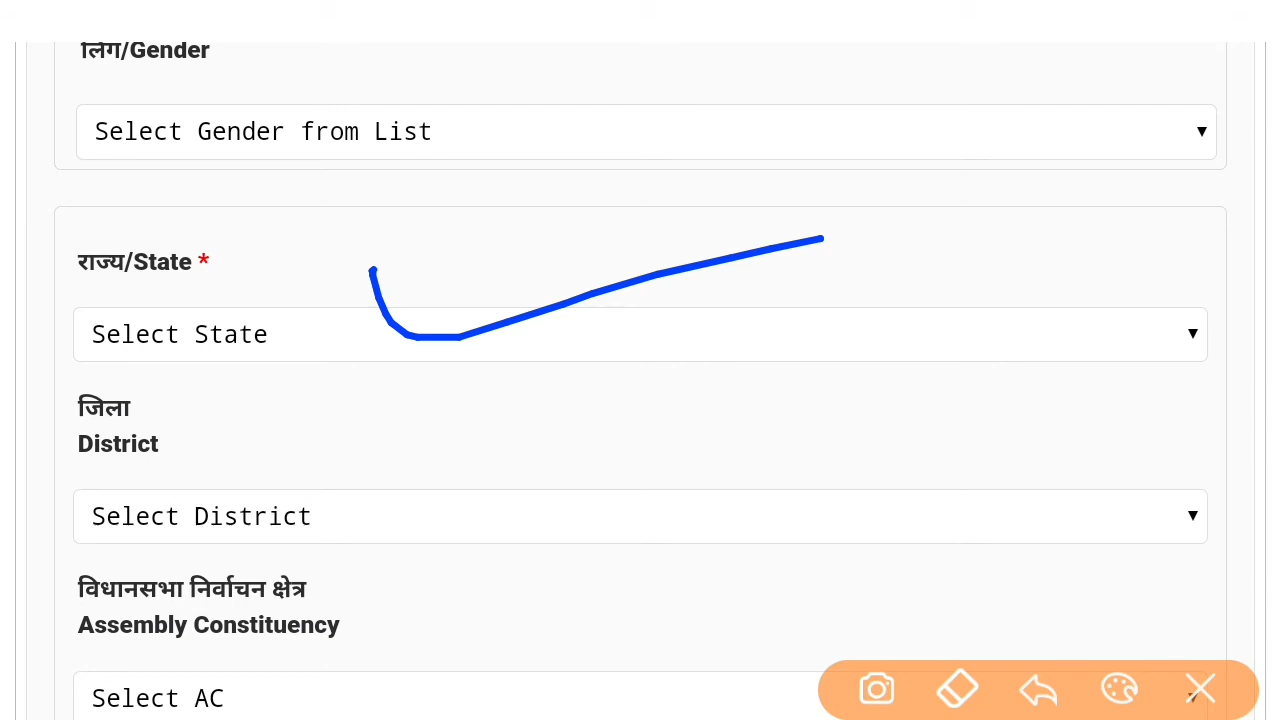 लिंग/Gender
Select Gender from List
राज्य/State *
Select State
जिला
District
Select District
विधानसभा निर्वाचन क्षेत्र
Assembly Constituency
Select AC